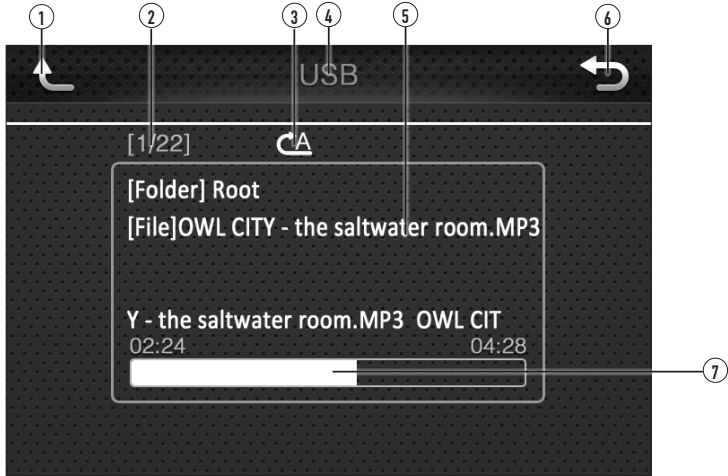 1 2 3 4 5 6
USB
[1/22] A
[Folder] Root
[File]OWL CITY - the saltwater room.MP3
Y - the saltwater room.MP3 OWL CIT
02:24 04:28
7